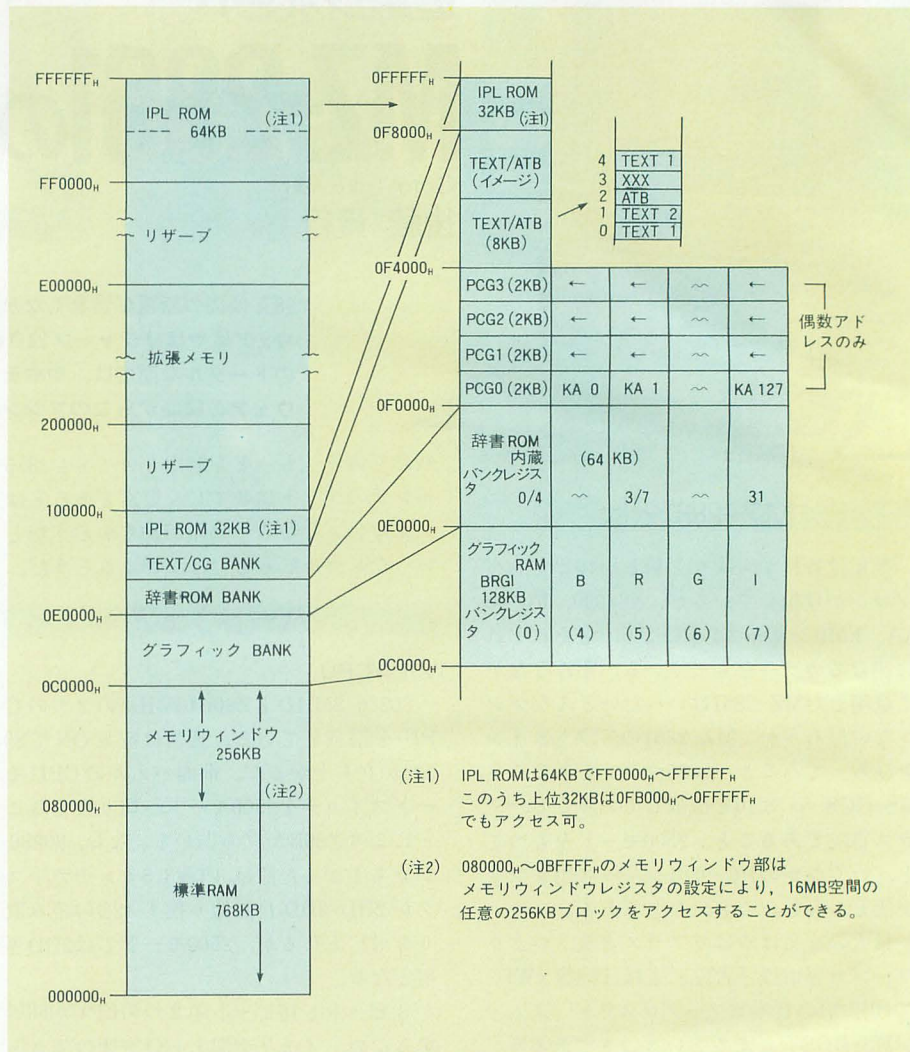 FFFFFFH
IPL ROM (注1)
64KB
FF0000H
リザーブ
E00000H
拡張メモリ
200000H
リザーブ
100000H
IPL ROM 32KB (注1)
TEXT/CG BANK
辞書ROM BANK
0E0000H
グラフィック BANK
0C0000H
メモリウィンドウ
256KB
080000H
(注2)
標準RAM
768KB
000000H
0FFFFFH
IPL ROM
32KB (注1)
0F8000H
TEXT/ATB
(イメージ)
TEXT/ATB
(8KB)
4 TEXT 1
3 XXX
2 ATB
1 TEXT 2
0 TEXT 1
0F4000H
PCG3 (2KB) ← ← 〜 ←
PCG2 (2KB) ← ← 〜 ←
PCG1 (2KB) ← ← 〜 ←
PCG0 (2KB) KA 0 KA 1 〜 KA 127
偶数アド
レスのみ
0F0000H
辞書ROM
内蔵 (64 KB)
バンクレジス
タ
0/4 〜 3/7 〜 31
0E0000H
グラフィック
RAM
BRGI B R G I
128KB
バンクレジス
タ (0) (4) (5) (6) (7)
0C0000H
(注1) IPL ROMは64KBでFF0000H〜FFFFFFH
このうち上位32KBは0FB000H〜0FFFFFH
でもアクセス可。
(注2) 080000H〜0BFFFFHのメモリウィンドウ部は
メモリウィンドウレジスタの設定により，16MB空間の
任意の256KBブロックをアクセスすることができる。